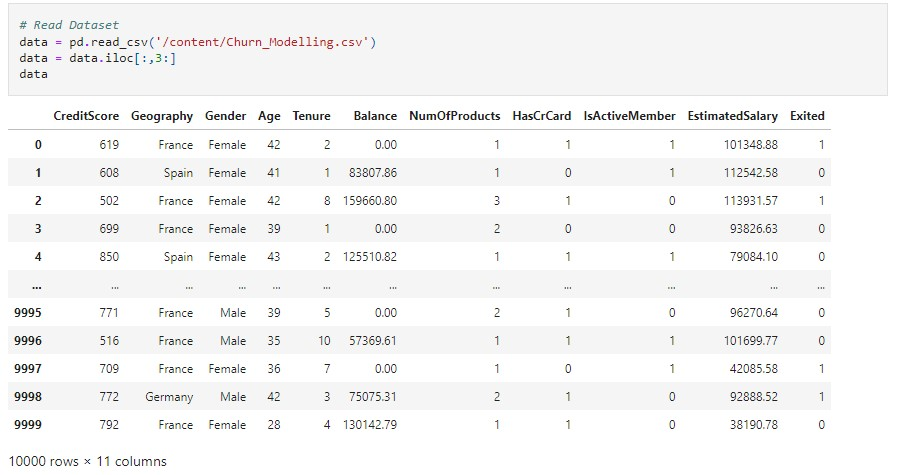 # Read Dataset
data = pd.read_csv('/content/Churn_Modelling.csv')
data = data.iloc[:,3:]
data
CreditScore Geography Gender Age Tenure Balance NumOfProducts HasCrCard IsActiveMember EstimatedSalary Exited
0 619 France Female 42 2 0.00 1 1 1 101348.88 1
1 608 Spain Female 41 1 83807.86 1 0 1 112542.58 0
2 502 France Female 42 8 159660.80 3 1 0 113931.57 1
3 699 France Female 39 1 0.00 2 0 0 93826.63 0
4 850 Spain Female 43 2 125510.82 1 1 1 79084.10 0
... ... ... ... ... ... ... ... ... ... ... ...
9995 771 France Male 39 5 0.00 2 1 0 96270.64 0
9996 516 France Male 35 10 57369.61 1 1 1 101699.77 0
9997 709 France Female 36 7 0.00 1 0 1 42085.58 1
9998 772 Germany Male 42 3 75075.31 2 1 0 92888.52 1
9999 792 France Female 28 4 130142.79 1 1 0 38190.78 0
10000 rows × 11 columns